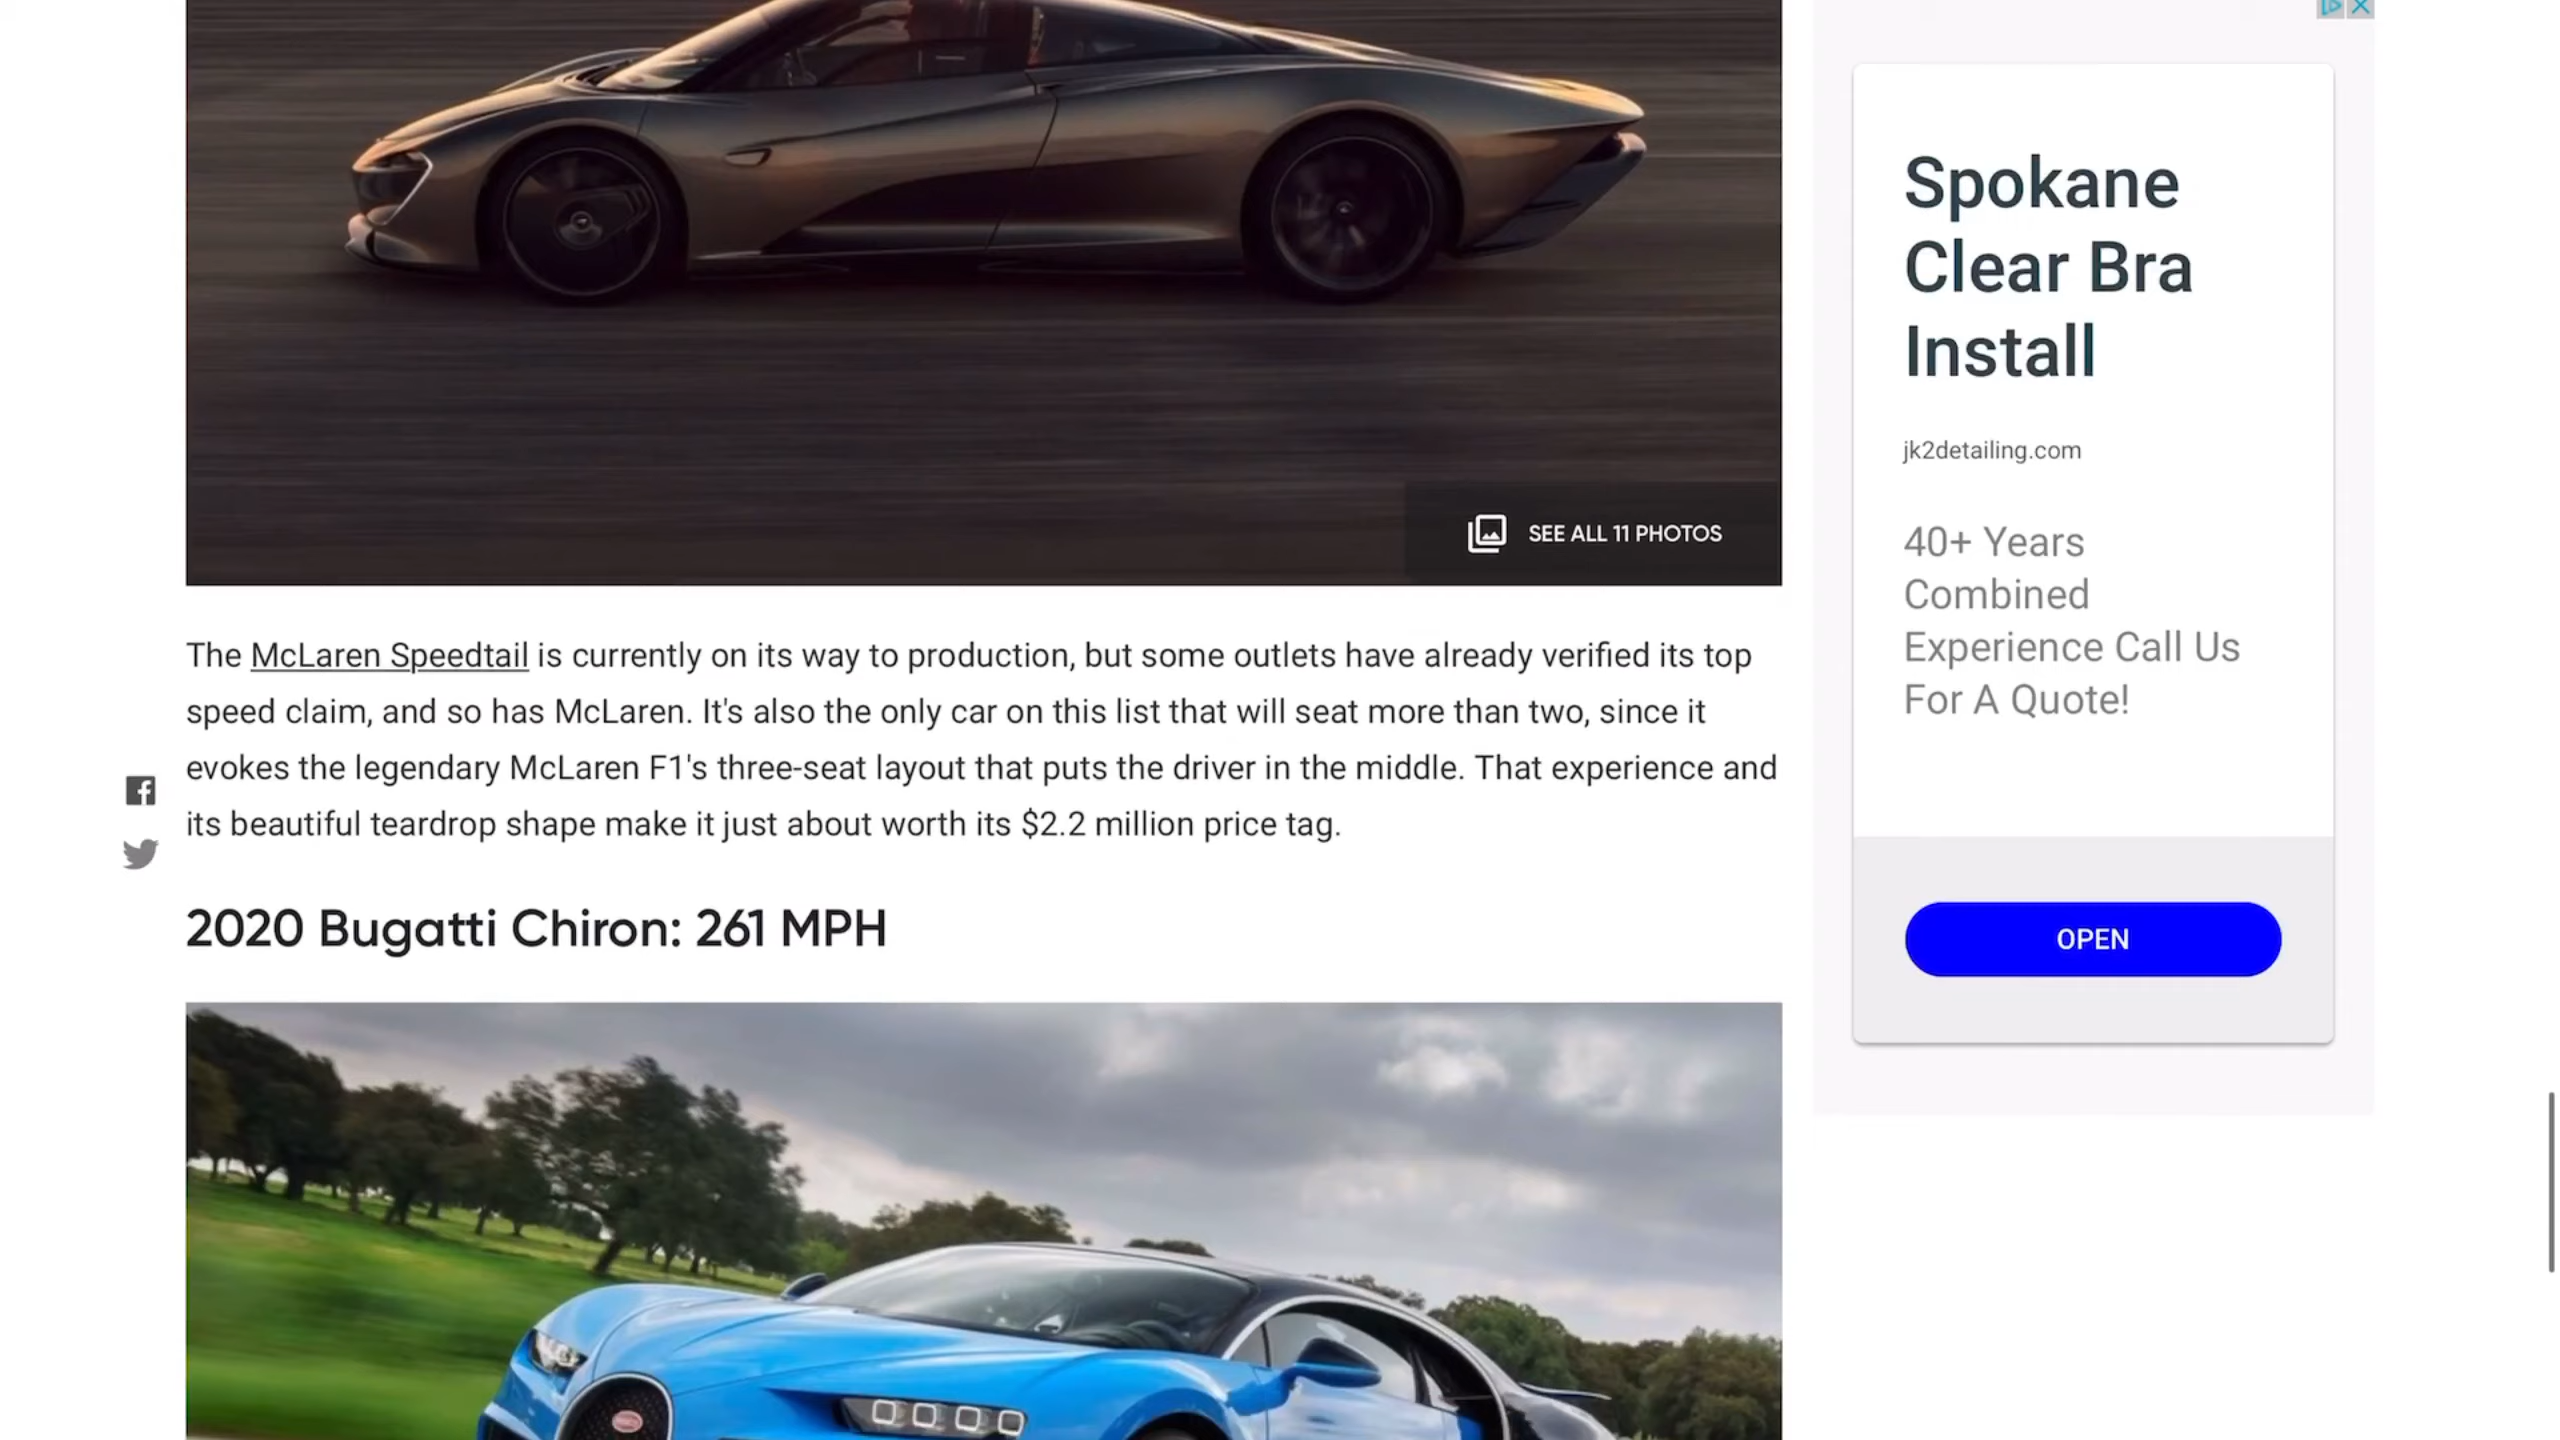 SEE ALL 11 PHOTOS
The McLaren Speedtail is currently on its way to production, but some outlets have already verified its top
speed claim, and so has McLaren. It's also the only car on this list that will seat more than two, since it
evokes the legendary McLaren F1's three-seat layout that puts the driver in the middle. That experience and
its beautiful teardrop shape make it just about worth its $2.2 million price tag.
2020 Bugatti Chiron: 261 MPH
Spokane
Clear Bra
Install
jk2detailing.com
40+ Years
Combined
Experience Call Us
For A Quote!
OPEN